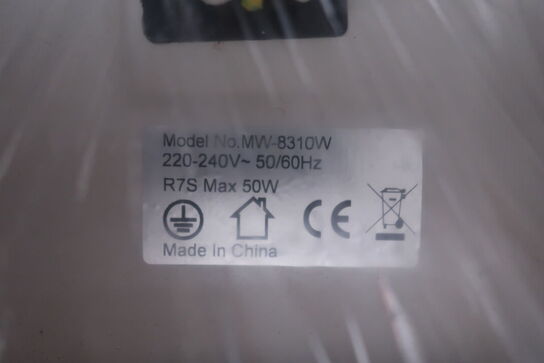 Model No.MW-8310W
220-240V~ 50/60Hz
R7S Max 50W
CE
Made In China